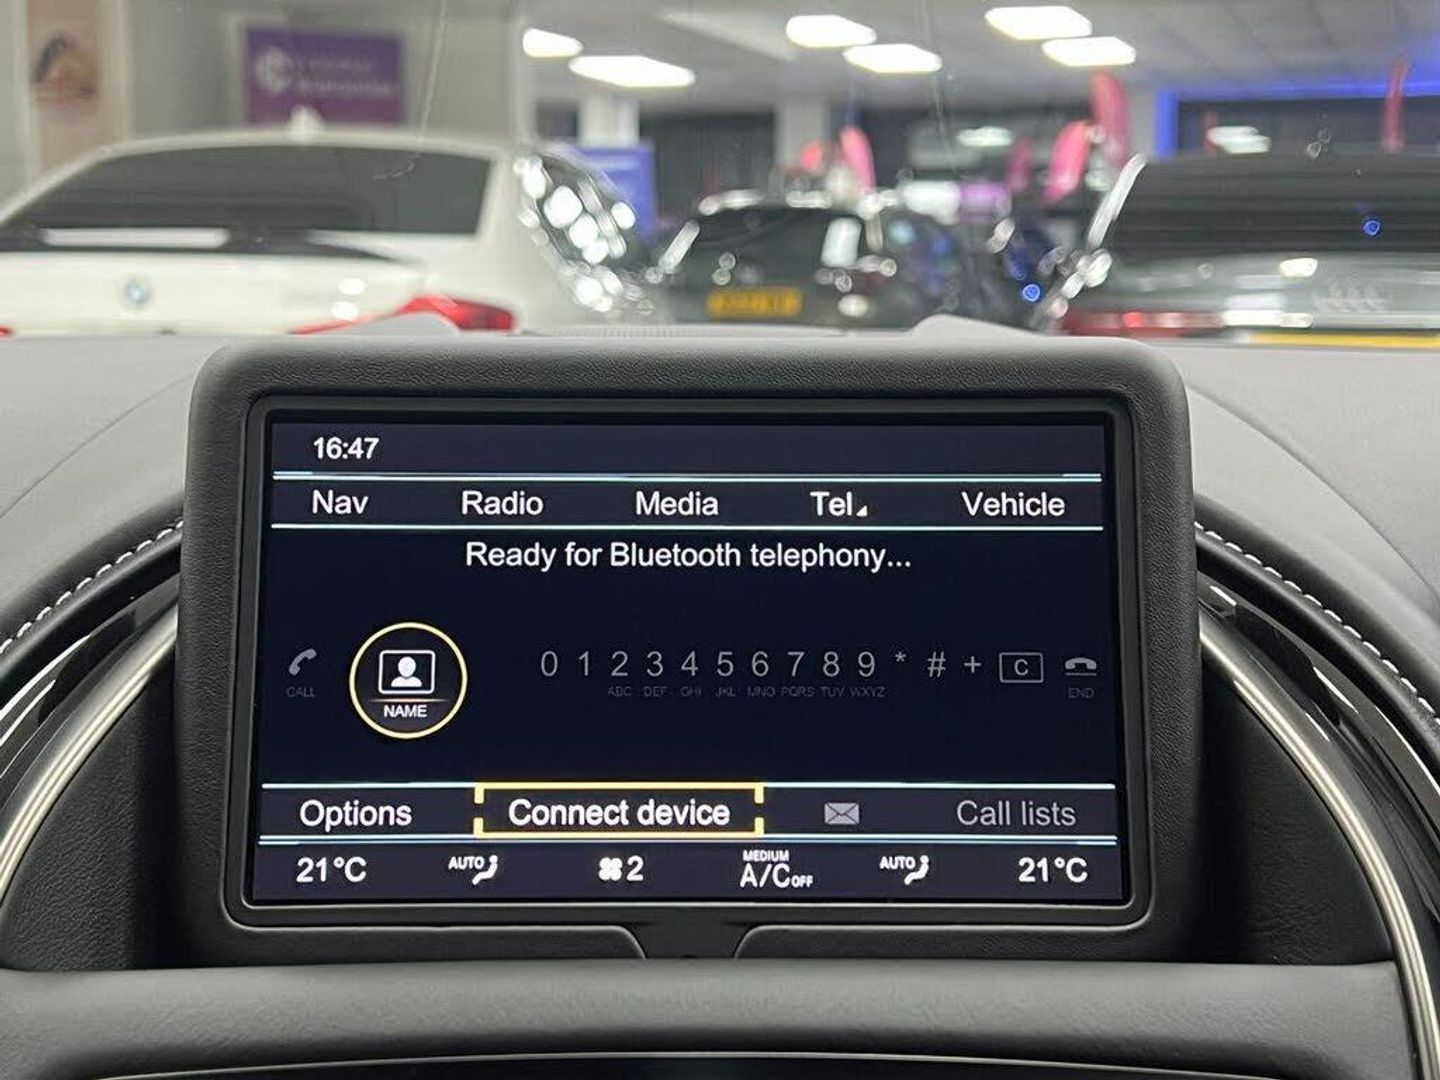 16:47
Nav Radio Media Tel Vehicle
Ready for Bluetooth telephony...
0 1 2 3 4 5 6 7 8 9 * # + C
ABC DEF GHI JKL MNO PQRS TUV WXYZ
CALL
NAME
END
Options Connect device Call lists
21°C AUTO 2 MEDIUM A/C OFF AUTO 21°C